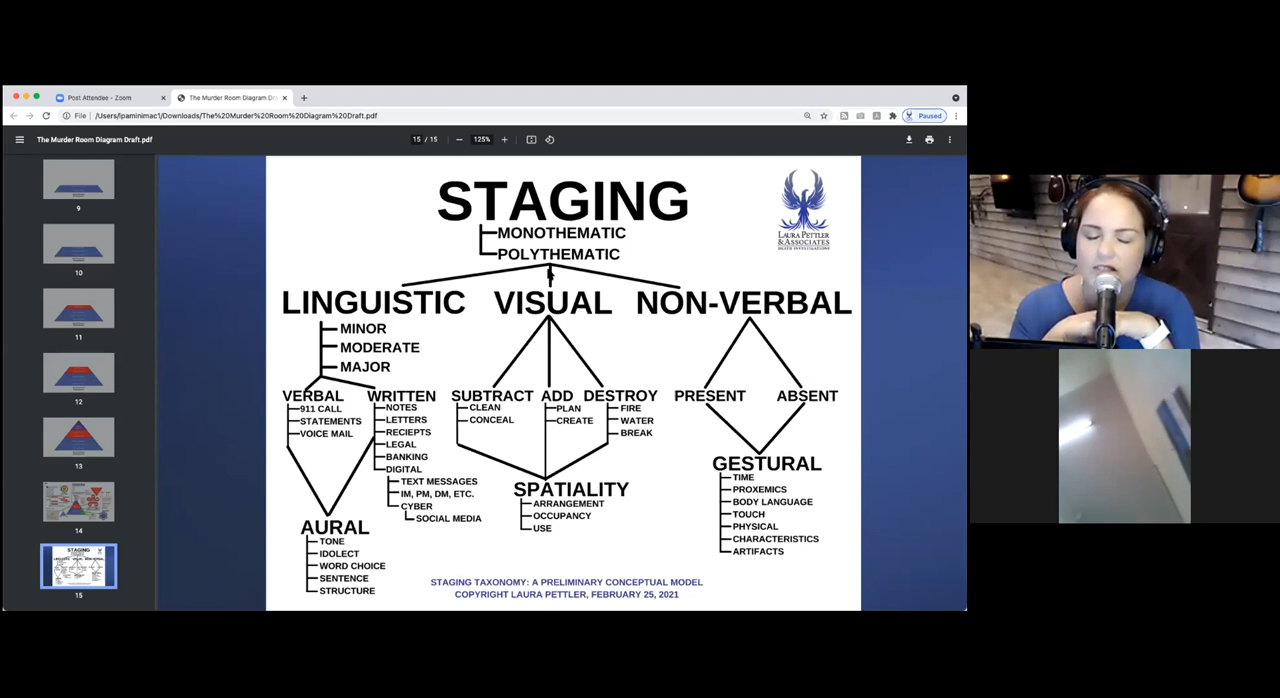 Post Attendee - Zoom
The Murder Room Diagram Dra
File
/Users/lpaminimac1/Downloads/The%20Murder%20Room%20Diagram%20Draft.pdf
Paused
The Murder Room Diagram Draft.pdf
15 / 15
125%
9
10
11
12
13
14
15
STAGING
MONOTHEMATIC
POLYTHEMATIC
LAURA PETTLER
& ASSOCIATES
DEATH INVESTIGATIONS
LINGUISTIC VISUAL NON-VERBAL
MINOR
MODERATE
MAJOR
VERBAL
911 CALL
STATEMENTS
VOICE MAIL
WRITTEN
NOTES
LETTERS
RECIEPTS
LEGAL
BANKING
DIGITAL
TEXT MESSAGES
IM, PM, DM, ETC.
CYBER
SOCIAL MEDIA
AURAL
TONE
IDOLECT
WORD CHOICE
SENTENCE
STRUCTURE
SUBTRACT
CLEAN
CONCEAL
ADD
PLAN
CREATE
DESTROY
FIRE
WATER
BREAK
SPATIALITY
ARRANGEMENT
OCCUPANCY
USE
PRESENT
ABSENT
GESTURAL
TIME
PROXEMICS
BODY LANGUAGE
TOUCH
PHYSICAL
CHARACTERISTICS
ARTIFACTS
STAGING TAXONOMY: A PRELIMINARY CONCEPTUAL MODEL
COPYRIGHT LAURA PETTLER, FEBRUARY 25, 2021